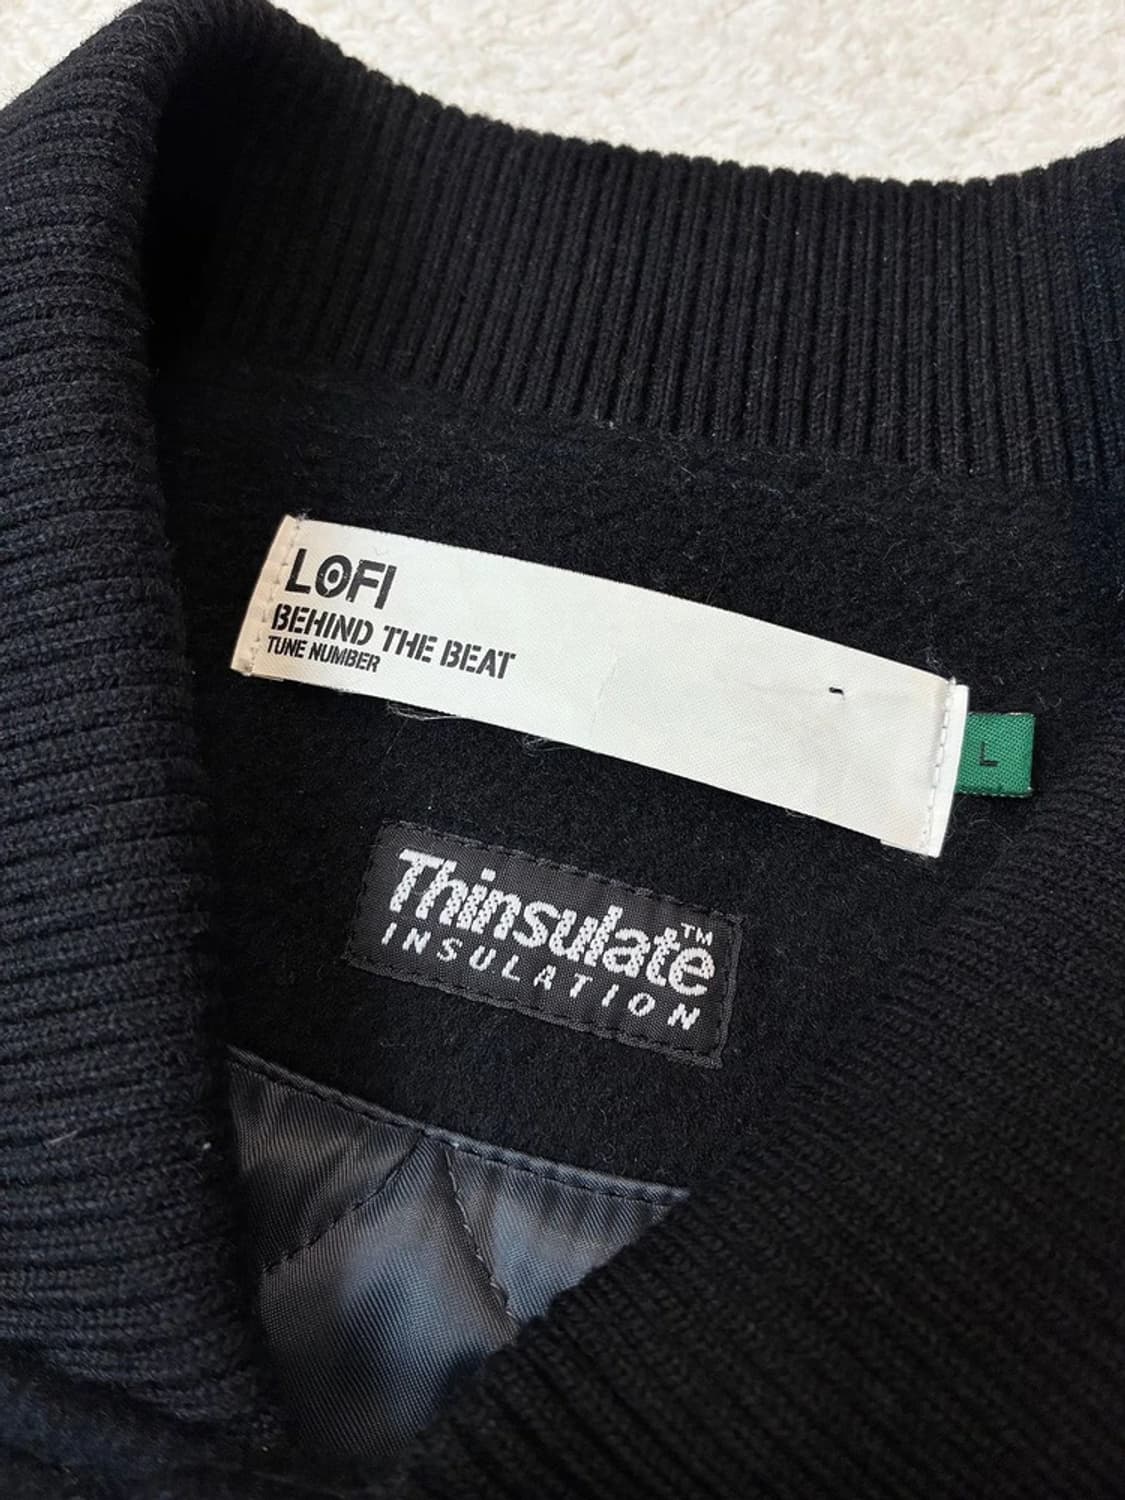 LOFI
BEHIND THE BEAT
TUNE NUMBER
L
Thinsulate™
INSULATION